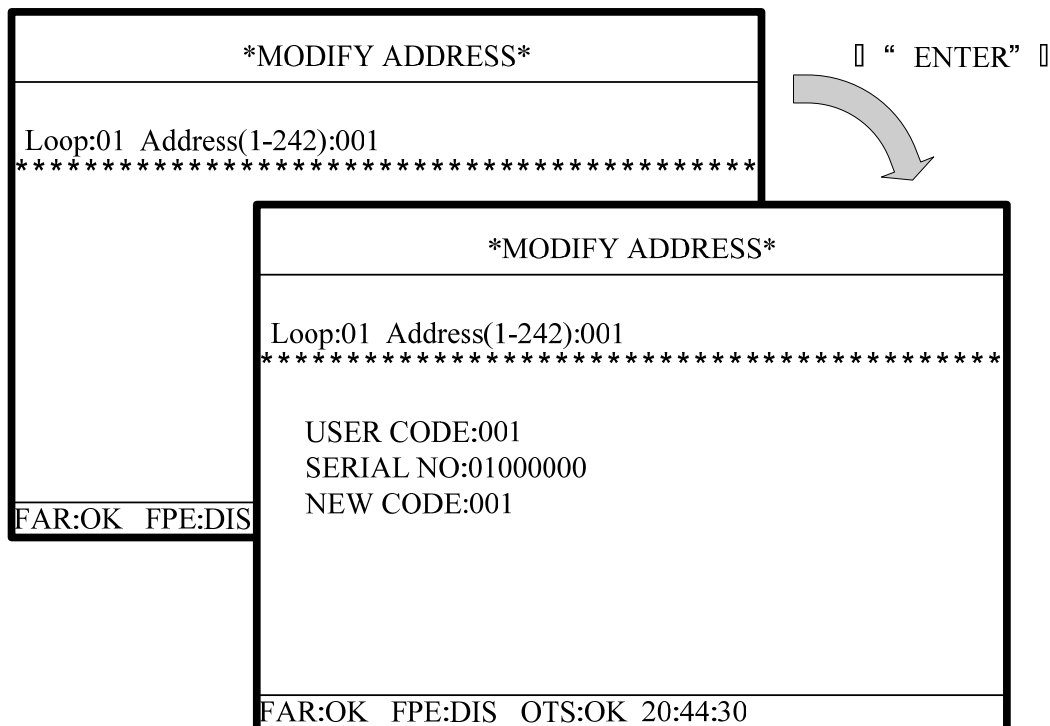 *MODIFY ADDRESS*
“ ENTER”
Loop:01 Address(1-242):001
*******************************************
*MODIFY ADDRESS*
Loop:01 Address(1-242):001
*******************************************
USER CODE:001
SERIAL NO:01000000
NEW CODE:001
FAR:OK FPE:DIS
FAR:OK FPE:DIS OTS:OK 20:44:30